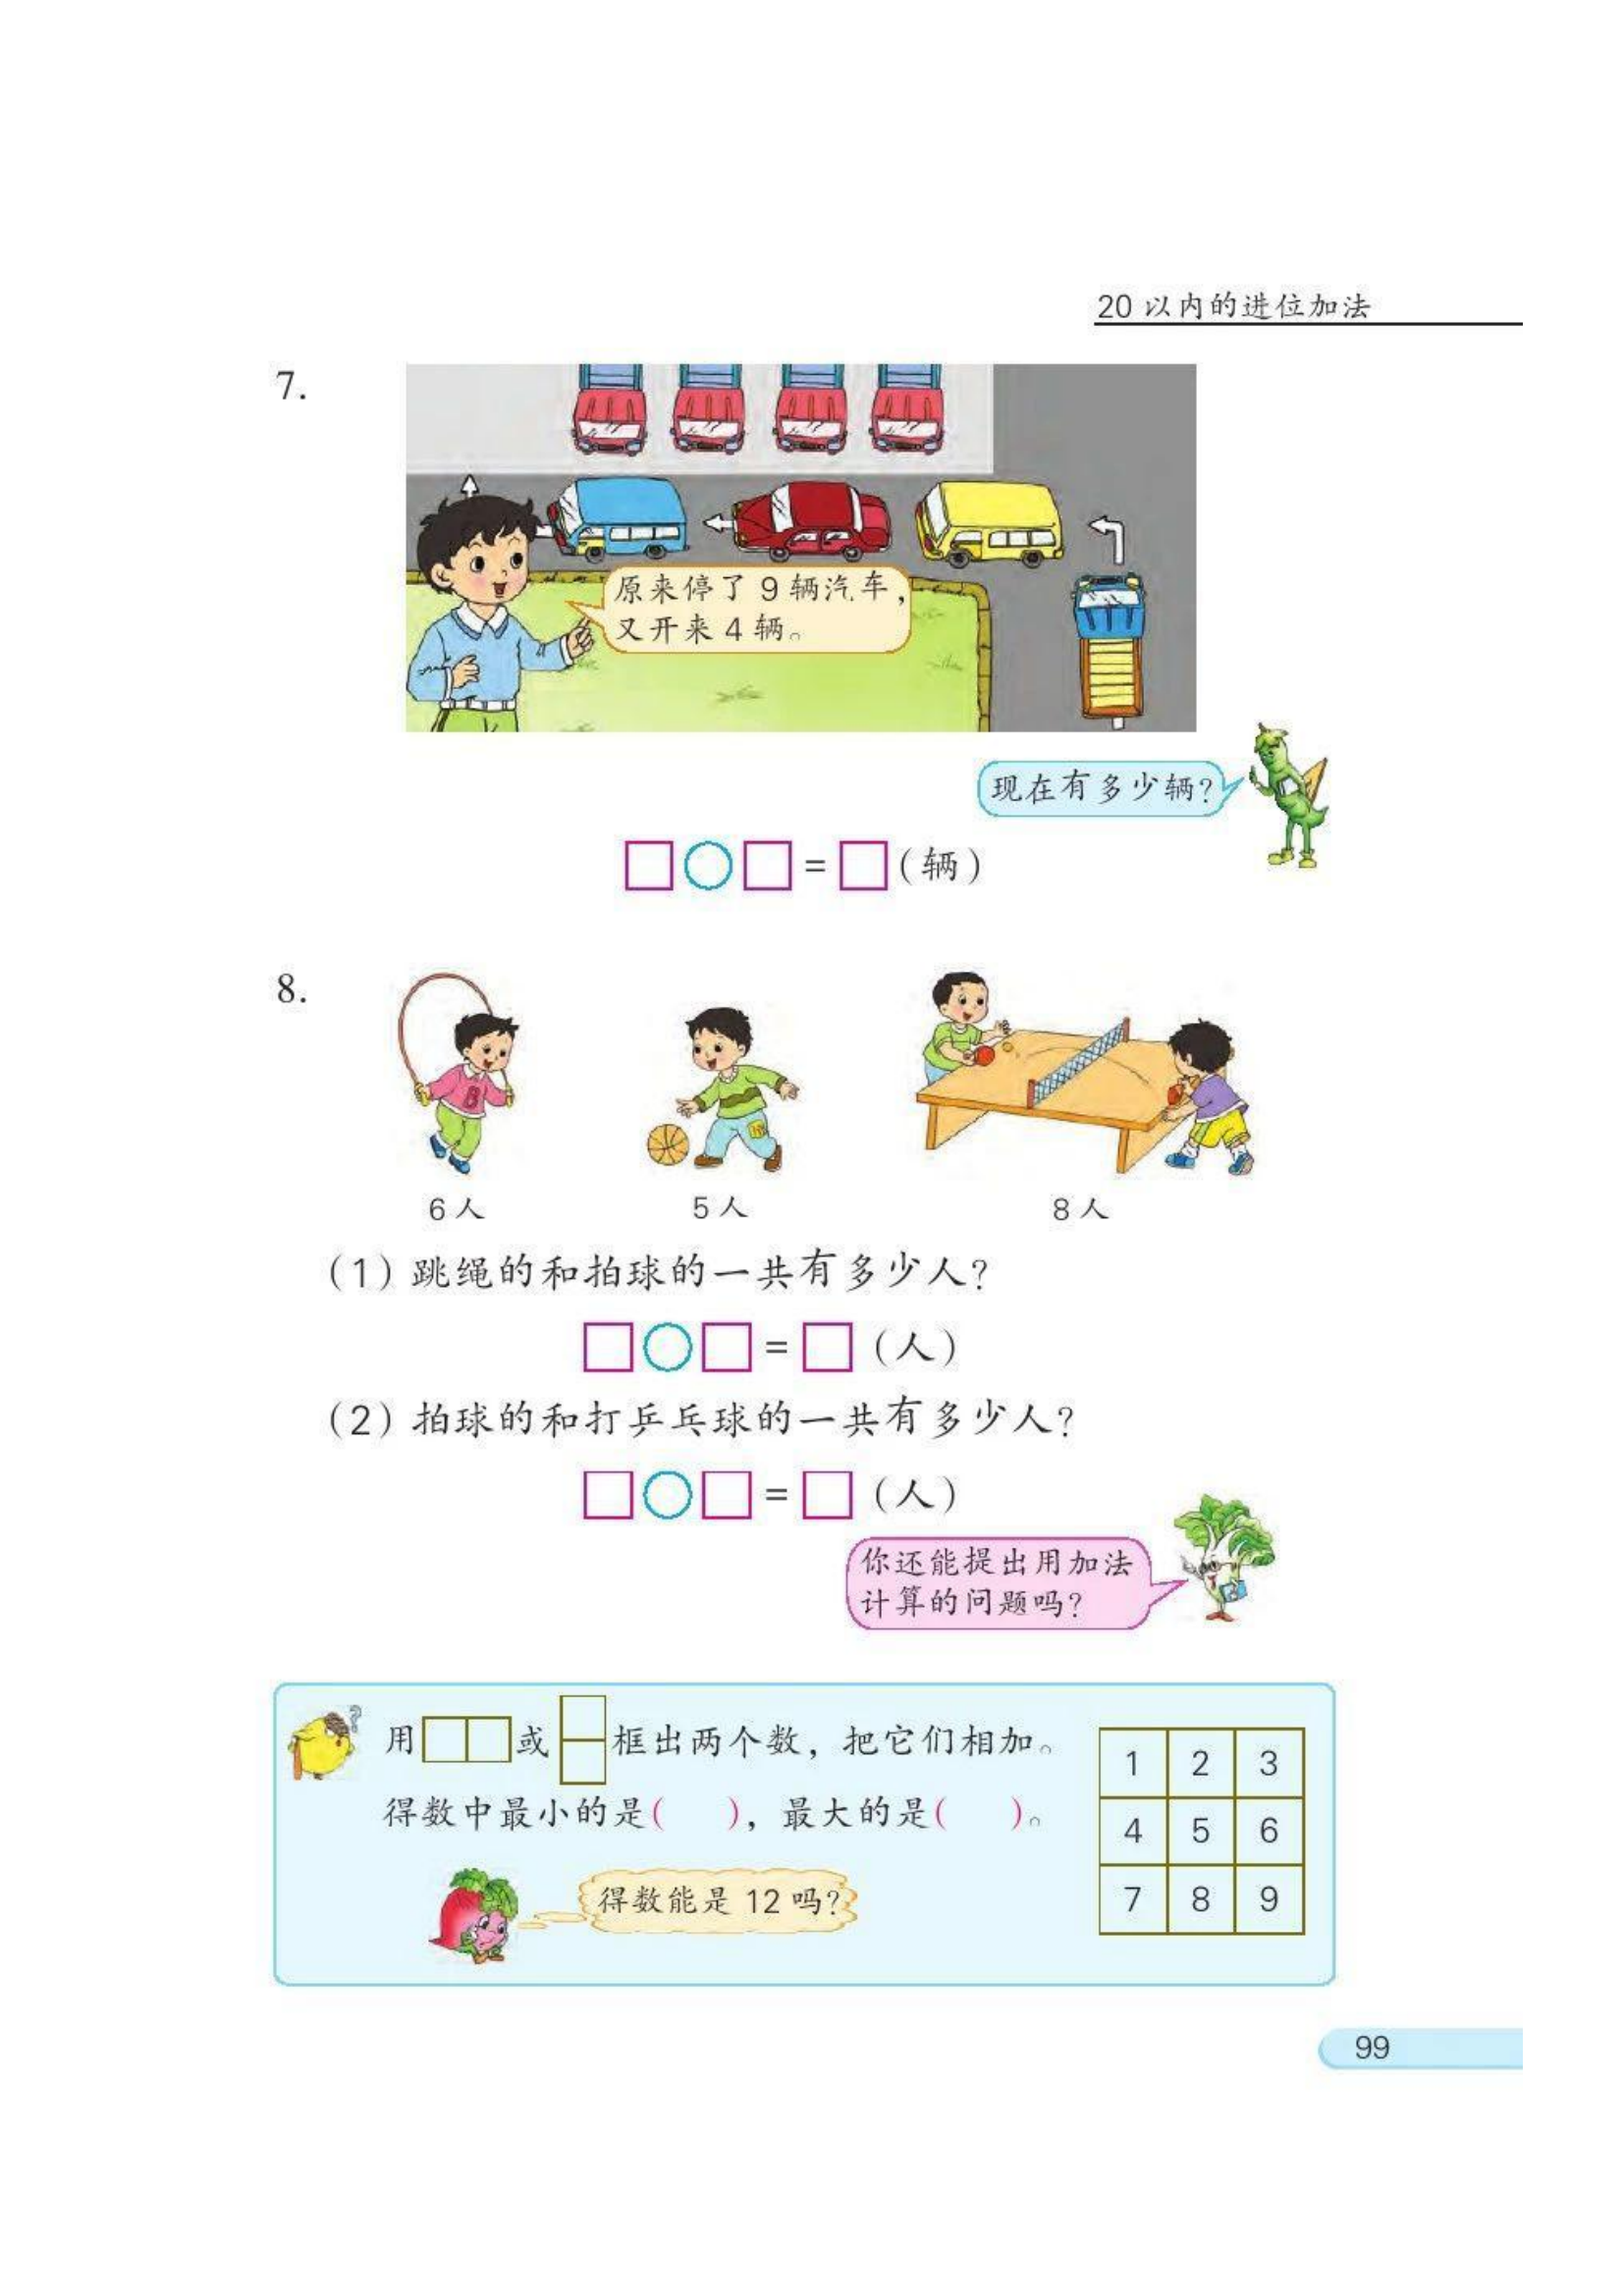 20 以内的进位加法
7.
原来停了 9 辆汽车，
又开来 4 辆。
现在有多少辆？
□○□=□（辆）
8.
6 人 5 人 8 人
（1）跳绳的和拍球的一共有多少人？
□○□=□（人）
（2）拍球的和打乒乓球的一共有多少人？
□○□=□（人）
你还能提出用加法
计算的问题吗？
用□□或□□框出两个数，把它们相加。
得数中最小的是（ ），最大的是（ ）。
得数能是 12 吗？
1 2 3
4 5 6
7 8 9
99